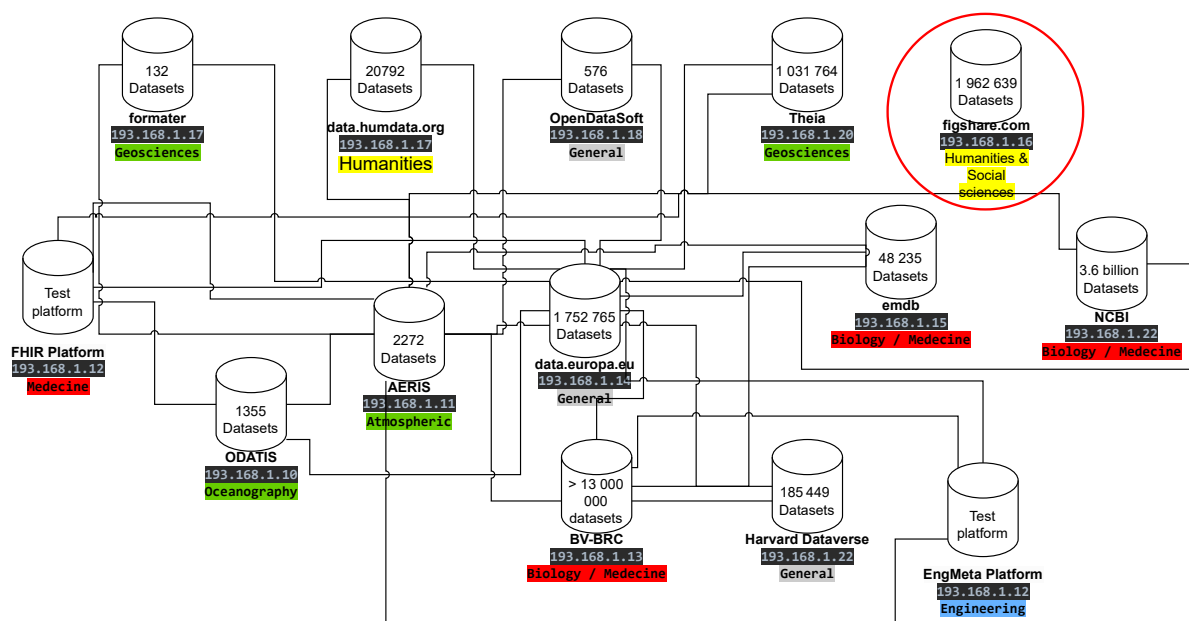 132
Datasets
formater
193.168.1.17
Geosciences
20792
Datasets
data.humdata.org
193.168.1.17
Humanities
576
Datasets
OpenDataSoft
193.168.1.18
General
1 031 764
Datasets
Theia
193.168.1.20
Geosciences
1 962 639
Datasets
figshare.com
193.168.1.16
Humanities &
Social
sciences
Test
platform
FHIR Platform
193.168.1.12
Medecine
2272
Datasets
AERIS
193.168.1.11
Atmospheric
1 752 765
Datasets
data.europa.eu
193.168.1.14
General
48 235
Datasets
emdb
193.168.1.15
Biology / Medecine
3.6 billion
Datasets
NCBI
193.168.1.22
Biology / Medecine
1355
Datasets
ODATIS
193.168.1.10
Oceanography
> 13 000
000
datasets
BV-BRC
193.168.1.13
Biology / Medecine
185 449
Datasets
Harvard Dataverse
193.168.1.22
General
Test
platform
EngMeta Platform
193.168.1.12
Engineering